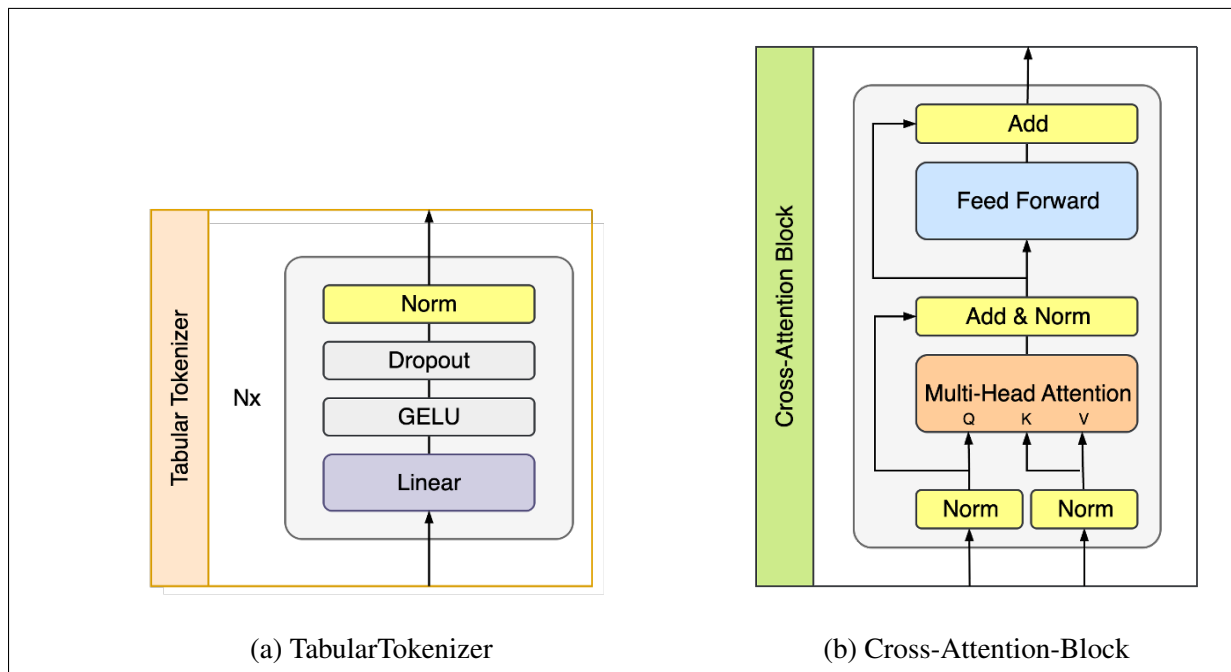 Tabular Tokenizer
Nx
Norm
Dropout
GELU
Linear
(a) TabularTokenizer
Cross-Attention Block
Add
Feed Forward
Add & Norm
Multi-Head Attention
Q K V
Norm Norm
(b) Cross-Attention-Block